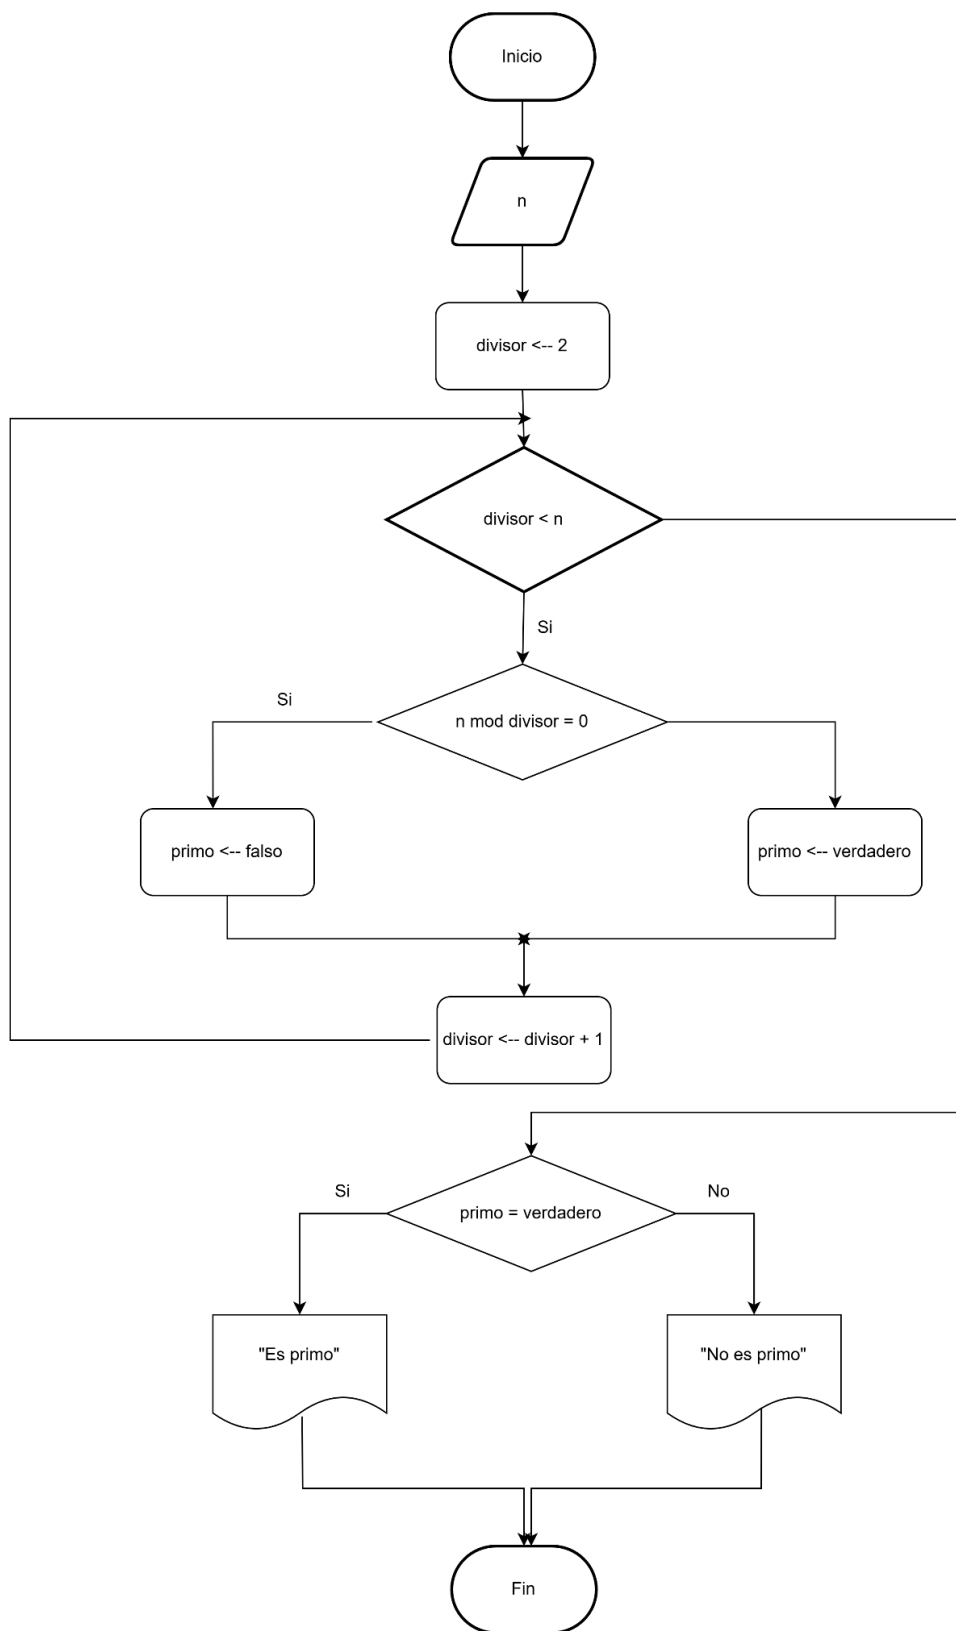 Inicio
n
divisor <-- 2
divisor < n
Si
Si
n mod divisor = 0
primo <-- falso
primo <-- verdadero
divisor <-- divisor + 1
Si
No
primo = verdadero
"Es primo"
"No es primo"
Fin